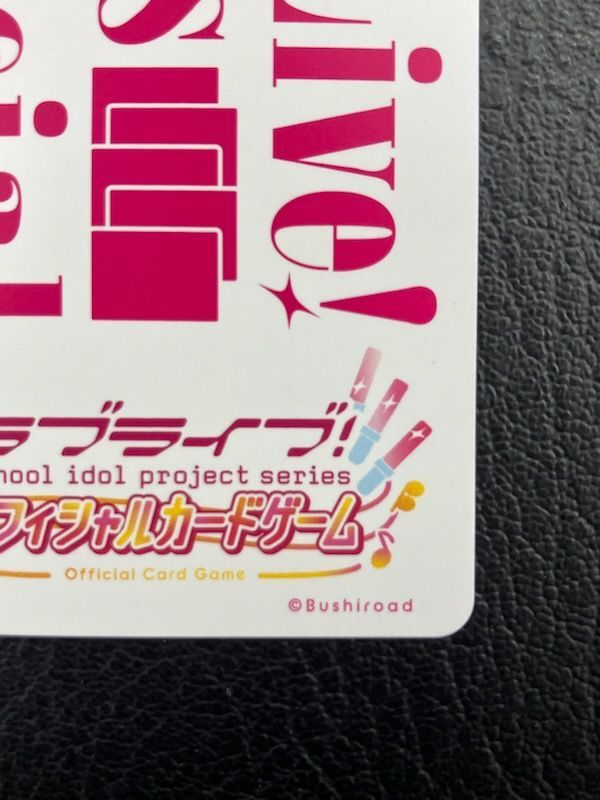 Live!
S
ラブライブ!
hool idol project series
フィシャルカードゲーム
Official Card Game
©Bushiroad